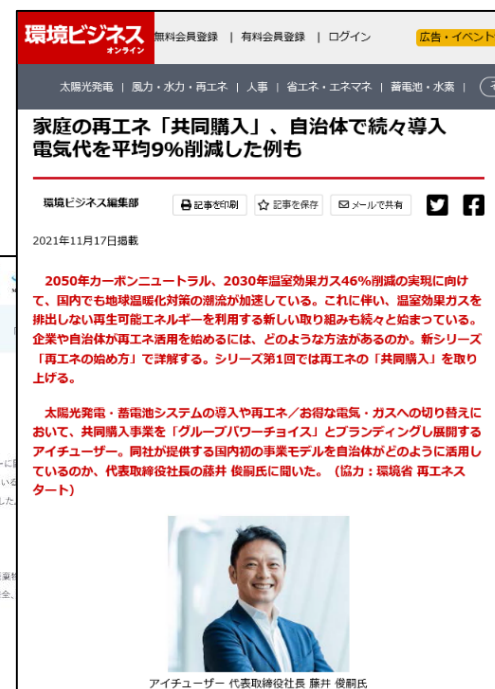 環境ビジネス
オンライン
無料会員登録 | 有料会員登録 | ログイン
広告・イベント
太陽光発電 | 風力・水力・再エネ | 人事 | 省エネ・エネマネ | 蓄電池・水素 |
家庭の再エネ「共同購入」、自治体で続々導入
電気代を平均9%削減した例も
環境ビジネス編集部
記事を印刷
記事を保存
メールで共有
2021年11月17日掲載
2050年カーボンニュートラル、2030年温室効果ガス46%削減の実現に向け
て、国内でも地球温暖化対策の潮流が加速している。これに伴い、温室効果ガスを
排出しない再生可能エネルギーを利用する新しい取り組みも続々と始まっている。
企業や自治体が再エネ活用を始めるには、どのような方法があるのか。新シリーズ
「再エネの始め方」で詳解する。シリーズ第1回では再エネの「共同購入」を取り
上げる。
太陽光発電・蓄電池システムの導入や再エネ／お得な電気・ガスへの切り替えに
おいて、共同購入事業を「グループパワーチョイス」とブランディングし展開する
アイチューザー。同社が提供する国内初の事業モデルを自治体がどのように活用し
ているのか、代表取締役社長の藤井 俊嗣氏に聞いた。（協力：環境省 再エネス
タート）
アイチューザー 代表取締役社長 藤井 俊嗣氏